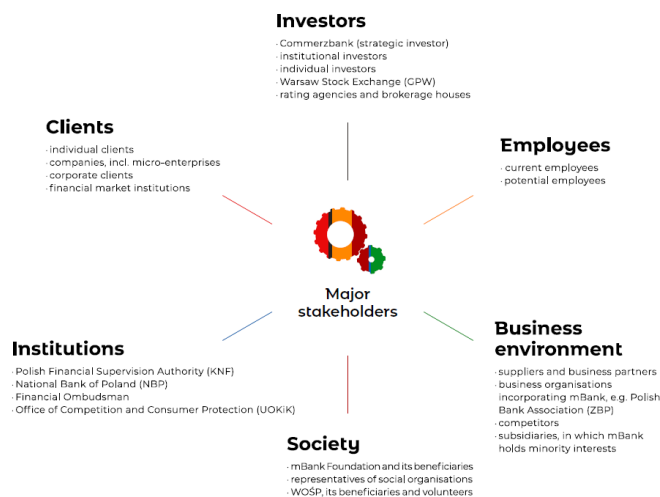 Investors
· Commerzbank (strategic investor)
· institutional investors
· individual investors
· Warsaw Stock Exchange (GPW)
· rating agencies and brokerage houses
Clients
· individual clients
· companies, incl. micro-enterprises
· corporate clients
· financial market institutions
Employees
· current employees
· potential employees
Major
stakeholders
Institutions
· Polish Financial Supervision Authority (KNF)
· National Bank of Poland (NBP)
· Financial Ombudsman
· Office of Competition and Consumer Protection (UOKiK)
Business
environment
· suppliers and business partners
· business organisations
incorporating mBank, e.g. Polish
Bank Association (ZBP)
· competitors
· subsidiaries, in which mBank
holds minority interests
Society
· mBank Foundation and its beneficiaries
· representatives of social organisations
· WOŚP, its beneficiaries and volunteers